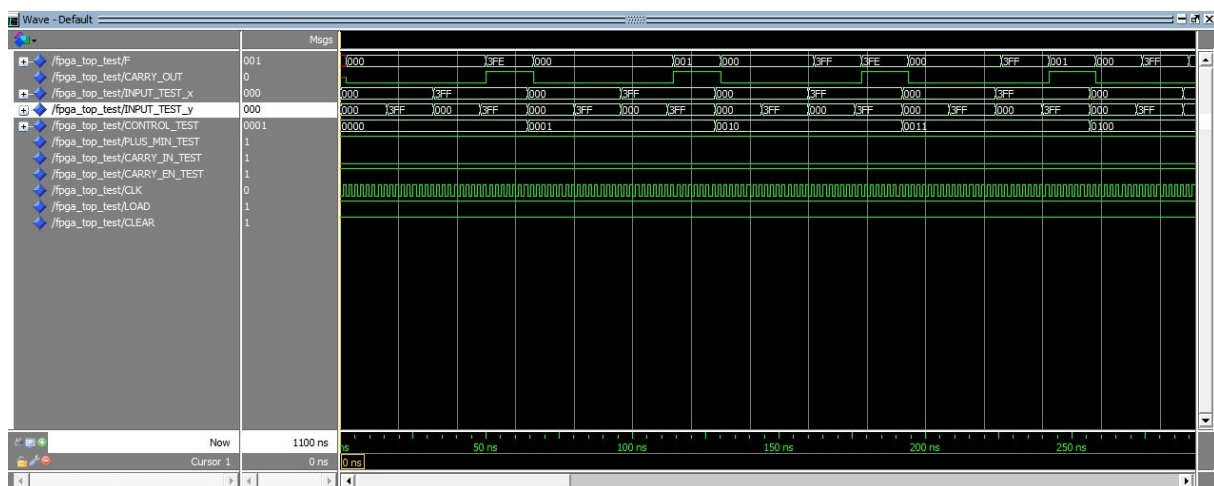 Wave - Default
Msgs
/fpga_top_test/F 001 000 3FE 000 001 000 3FF 3FE 000 3FF 001 000 3FF
/fpga_top_test/CARRY_OUT 0
/fpga_top_test/INPUT_TEST_x 000 000 3FF 000 3FF 000 3FF 000 3FF 000
/fpga_top_test/INPUT_TEST_y 000 000 3FF 000 3FF 000 3FF 000 3FF 000 3FF 000 3FF 000 3FF 000 3FF 000 3FF
/fpga_top_test/CONTROL_TEST 0001 0000 0001 0010 0011 0100
/fpga_top_test/PLUS_MIN_TEST 1
/fpga_top_test/CARRY_IN_TEST 1
/fpga_top_test/CARRY_EN_TEST 1
/fpga_top_test/CLK 0
/fpga_top_test/LOAD 1
/fpga_top_test/CLEAR 1
Now 1100 ns ns 50 ns 100 ns 150 ns 200 ns 250 ns
Cursor 1 0 ns 0 ns